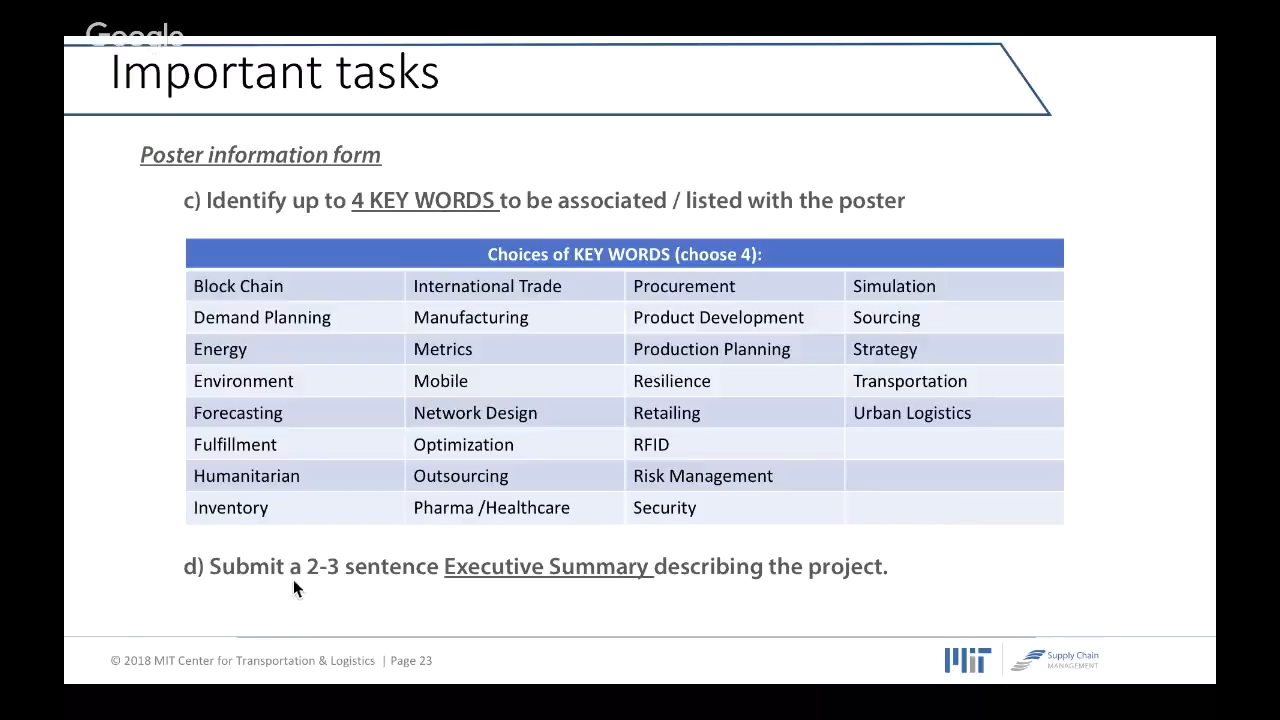 Google
Important tasks
Poster information form
c) Identify up to 4 KEY WORDS to be associated / listed with the poster
Choices of KEY WORDS (choose 4):
Block Chain International Trade Procurement Simulation
Demand Planning Manufacturing Product Development Sourcing
Energy Metrics Production Planning Strategy
Environment Mobile Resilience Transportation
Forecasting Network Design Retailing Urban Logistics
Fulfillment Optimization RFID
Humanitarian Outsourcing Risk Management
Inventory Pharma /Healthcare Security
d) Submit a 2-3 sentence Executive Summary describing the project.
© 2018 MIT Center for Transportation & Logistics | Page 23
MIT
Supply Chain
MANAGEMENT